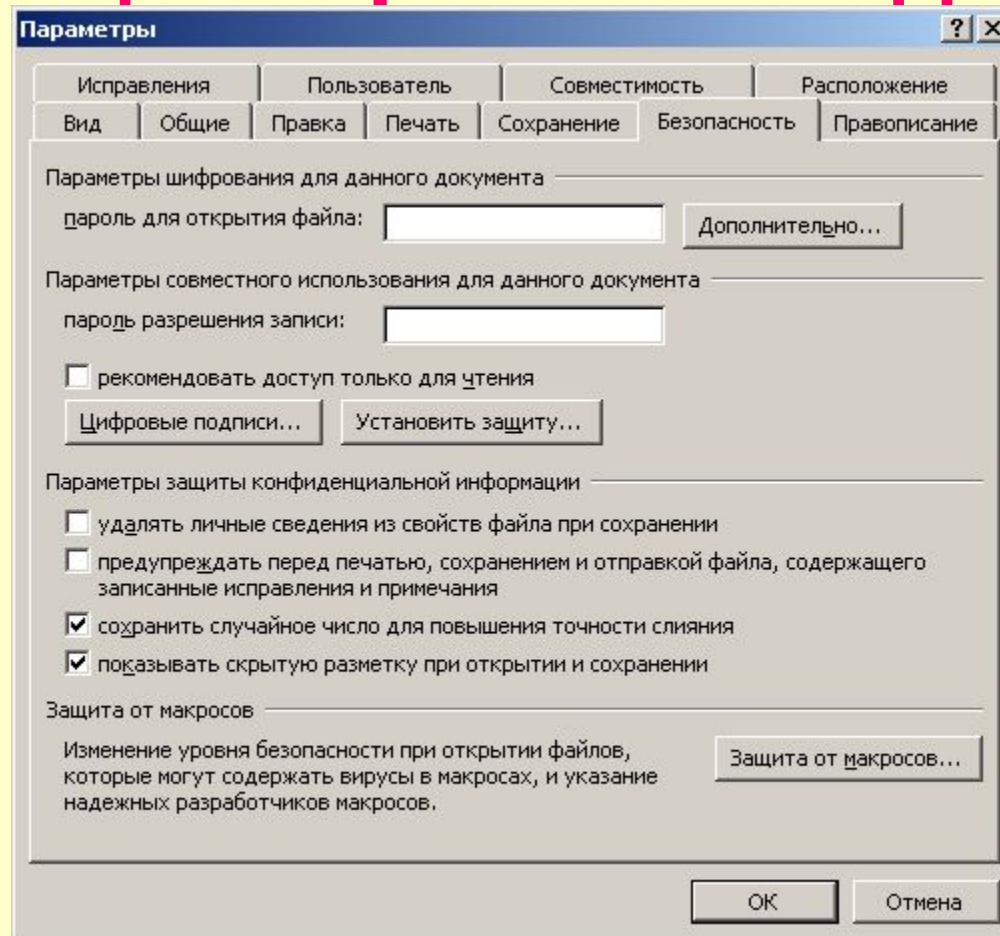 Параметры
Исправления Пользователь Совместимость Расположение
Вид Общие Правка Печать Сохранение Безопасность Правописание
Параметры шифрования для данного документа
пароль для открытия файла: Дополнительно...
Параметры совместного использования для данного документа
пароль разрешения записи:
рекомендовать доступ только для чтения
Цифровые подписи... Установить защиту...
Параметры защиты конфиденциальной информации
удалять личные сведения из свойств файла при сохранении
предупреждать перед печатью, сохранением и отправкой файла, содержащего
записанные исправления и примечания
сохранить случайное число для повышения точности слияния
показывать скрытую разметку при открытии и сохранении
Защита от макросов
Изменение уровня безопасности при открытии файлов,
которые могут содержать вирусы в макросах, и указание
надежных разработчиков макросов.
Защита от макросов...
ОК Отмена